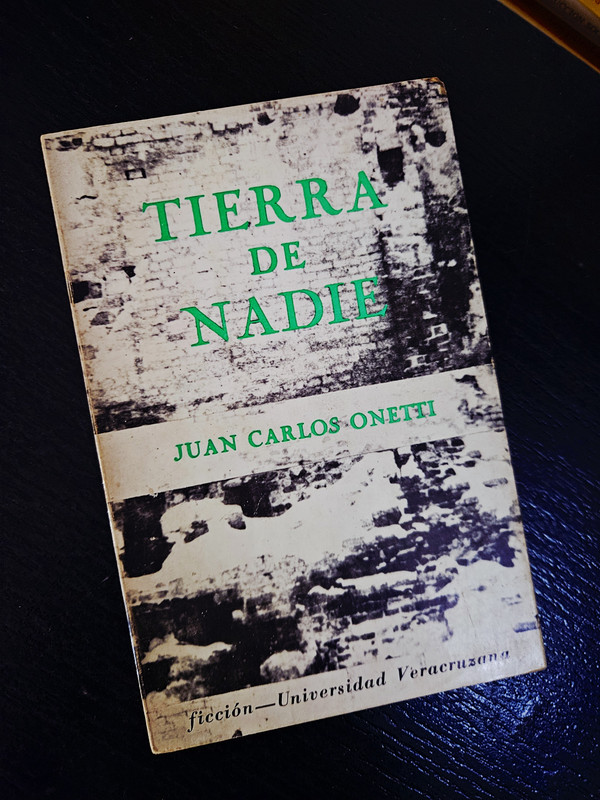 TIERRA
DE
NADIE
JUAN CARLOS ONETTI
ficción—Universidad Veracruzana